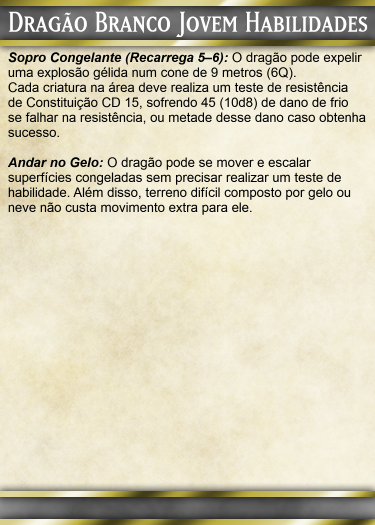 Dragão Branco Jovem Habilidades
Sopro Congelante (Recarrega 5–6): O dragão pode expelir
uma explosão gélida num cone de 9 metros (6Q).
Cada criatura na área deve realiza um teste de resistência
de Constituição CD 15, sofrendo 45 (10d8) de dano de frio
se falhar na resistência, ou metade desse dano caso obtenha
sucesso.
Andar no Gelo: O dragão pode se mover e escalar
superfícies congeladas sem precisar realizar um teste de
habilidade. Além disso, terreno difícil composto por gelo ou
neve não custa movimento extra para ele.